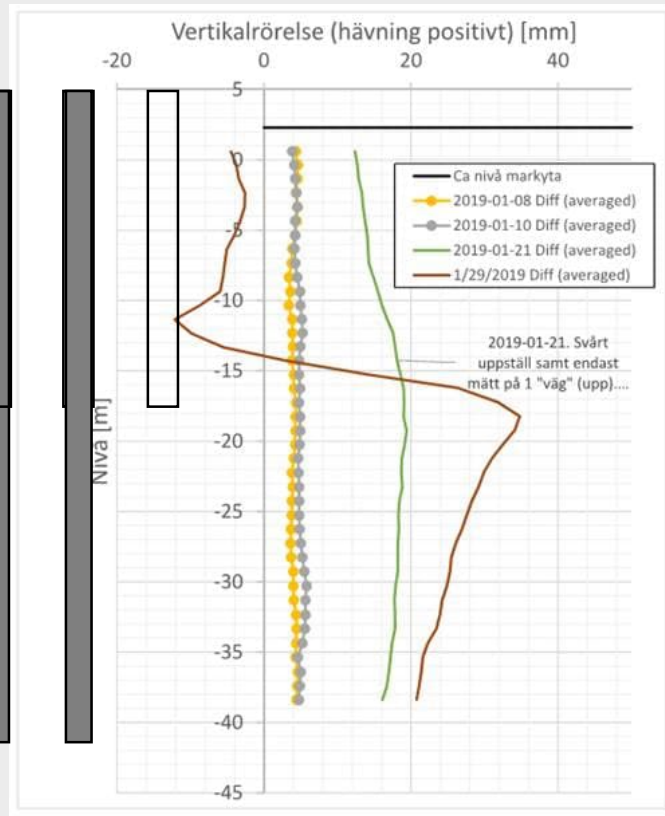 Vertikalrörelse (hävning positivt) [mm]
-20 0 20 40
5
0
-5
-10
-15
-20
-25
-30
-35
-40
-45
Nivå [m]
Ca nivå markyta
2019-01-08 Diff (averaged)
2019-01-10 Diff (averaged)
2019-01-21 Diff (averaged)
1/29/2019 Diff (averaged)
2019-01-21. Svårt
uppställ samt endast
mätt på 1 "väg" (upp)....